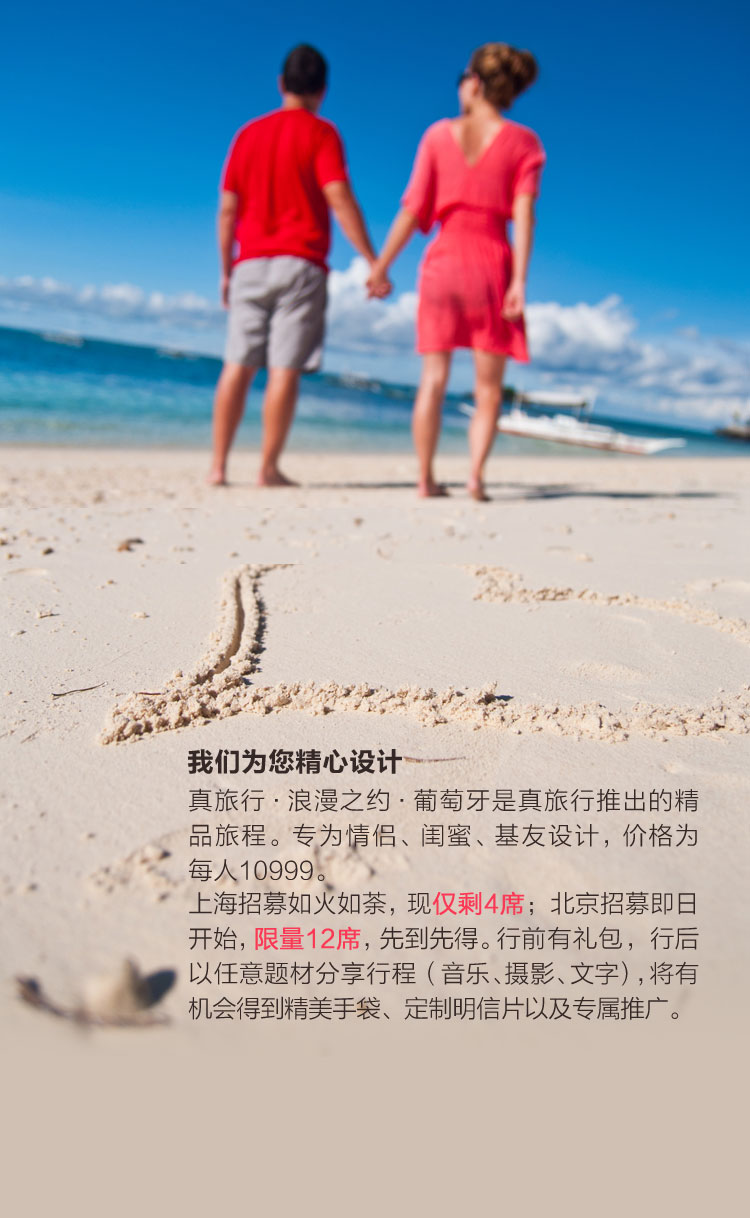 我们为您精心设计
真旅行·浪漫之约·葡萄牙是真旅行推出的精
品旅程。专为情侣、闺蜜、基友设计，价格为
每人10999。
上海招募如火如荼，现仅剩4席；北京招募即日
开始，限量12席，先到先得。行前有礼包，行后
以任意题材分享行程（音乐、摄影、文字），将有
机会得到精美手袋、定制明信片以及专属推广。